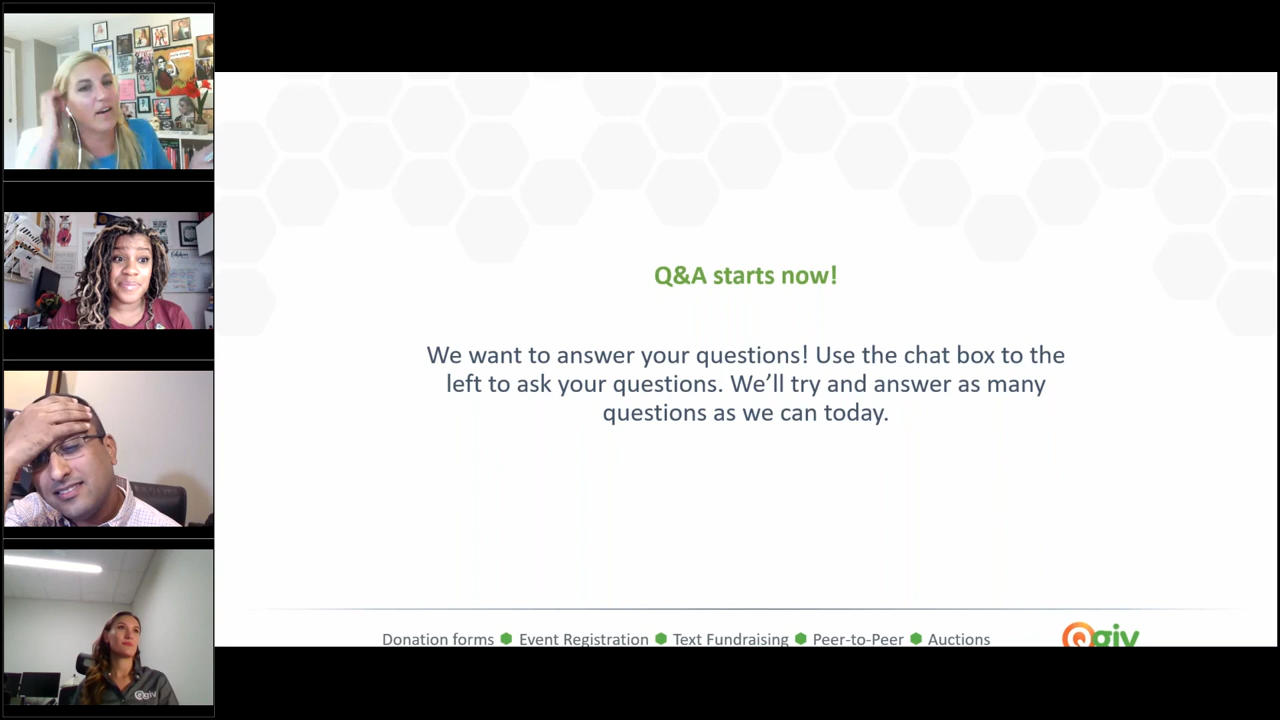 Q&A starts now!
We want to answer your questions! Use the chat box to the
left to ask your questions. We’ll try and answer as many
questions as we can today.
Donation forms Event Registration Text Fundraising Peer-to-Peer Auctions
Qgiv
Qgiv